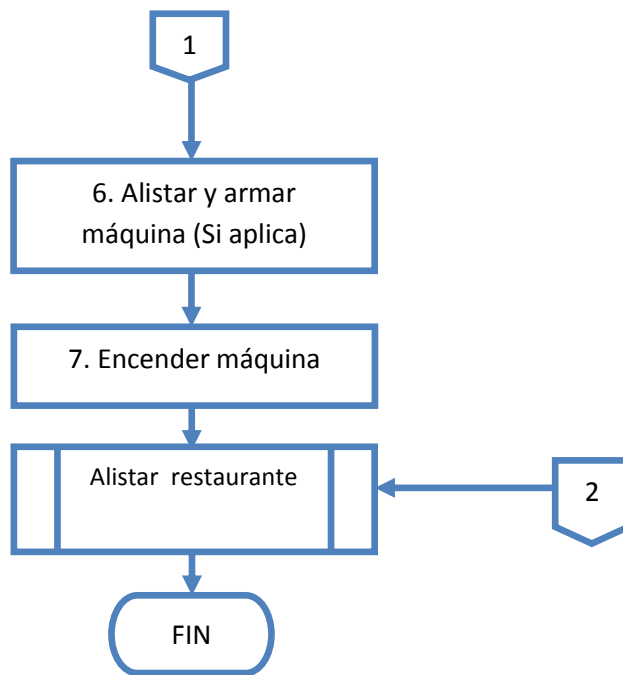 1
6. Alistar y armar
máquina (Si aplica)
7. Encender máquina
Alistar  restaurante
2
FIN